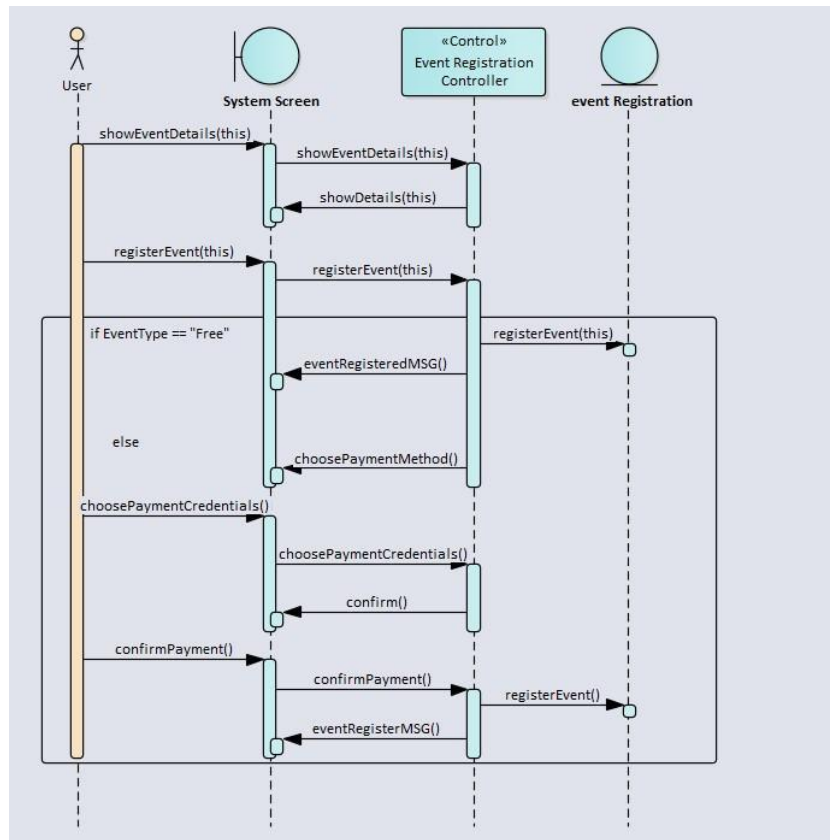 «Control»
Event Registration
Controller
User
System Screen
event Registration
showEventDetails(this)
showEventDetails(this)
showDetails(this)
registerEvent(this)
registerEvent(this)
if EventType == "Free"
registerEvent(this)
eventRegisteredMSG()
else
choosePaymentMethod()
choosePaymentCredentials()
choosePaymentCredentials()
confirm()
confirmPayment()
confirmPayment()
registerEvent()
eventRegisterMSG()